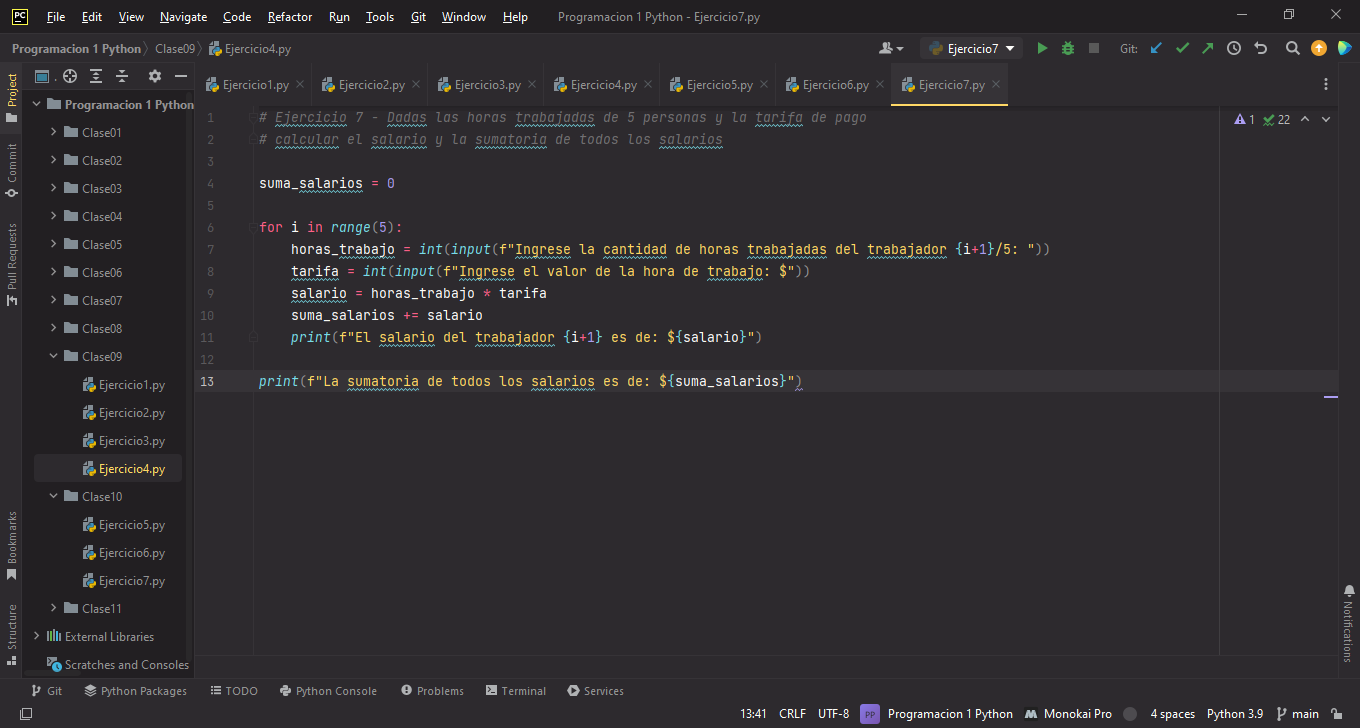 PC File Edit View Navigate Code Refactor Run Tools Git Window Help Programacion 1 Python - Ejercicio7.py
Programacion 1 Python Clase09 Ejercicio4.py Ejercicio7 Git:
Project
Ejercicio1.py Ejercicio2.py Ejercicio3.py Ejercicio4.py Ejercicio5.py Ejercicio6.py Ejercicio7.py
Programacion 1 Python
Clase01
Clase02
Clase03
Clase04
Clase05
Clase06
Clase07
Clase08
Clase09
Ejercicio1.py
Ejercicio2.py
Ejercicio3.py
Ejercicio4.py
Clase10
Ejercicio5.py
Ejercicio6.py
Ejercicio7.py
Clase11
External Libraries
Scratches and Consoles
Commit
Pull Requests
Bookmarks
Structure
1 # Ejercicio 7 - Dadas las horas trabajadas de 5 personas y la tarifa de pago
2 # calcular el salario y la sumatoria de todos los salarios
3
4 suma_salarios = 0
5
6 for i in range(5):
7 horas_trabajo = int(input(f"Ingrese la cantidad de horas trabajadas del trabajador {i+1}/5: "))
8 tarifa = int(input(f"Ingrese el valor de la hora de trabajo: $"))
9 salario = horas_trabajo * tarifa
10 suma_salarios += salario
11 print(f"El salario del trabajador {i+1} es de: ${salario}")
12
13 print(f"La sumatoria de todos los salarios es de: ${suma_salarios}")
1 22
Notifications
Git Python Packages TODO Python Console Problems Terminal Services
13:41 CRLF UTF-8 PP Programacion 1 Python Monokai Pro 4 spaces Python 3.9 main